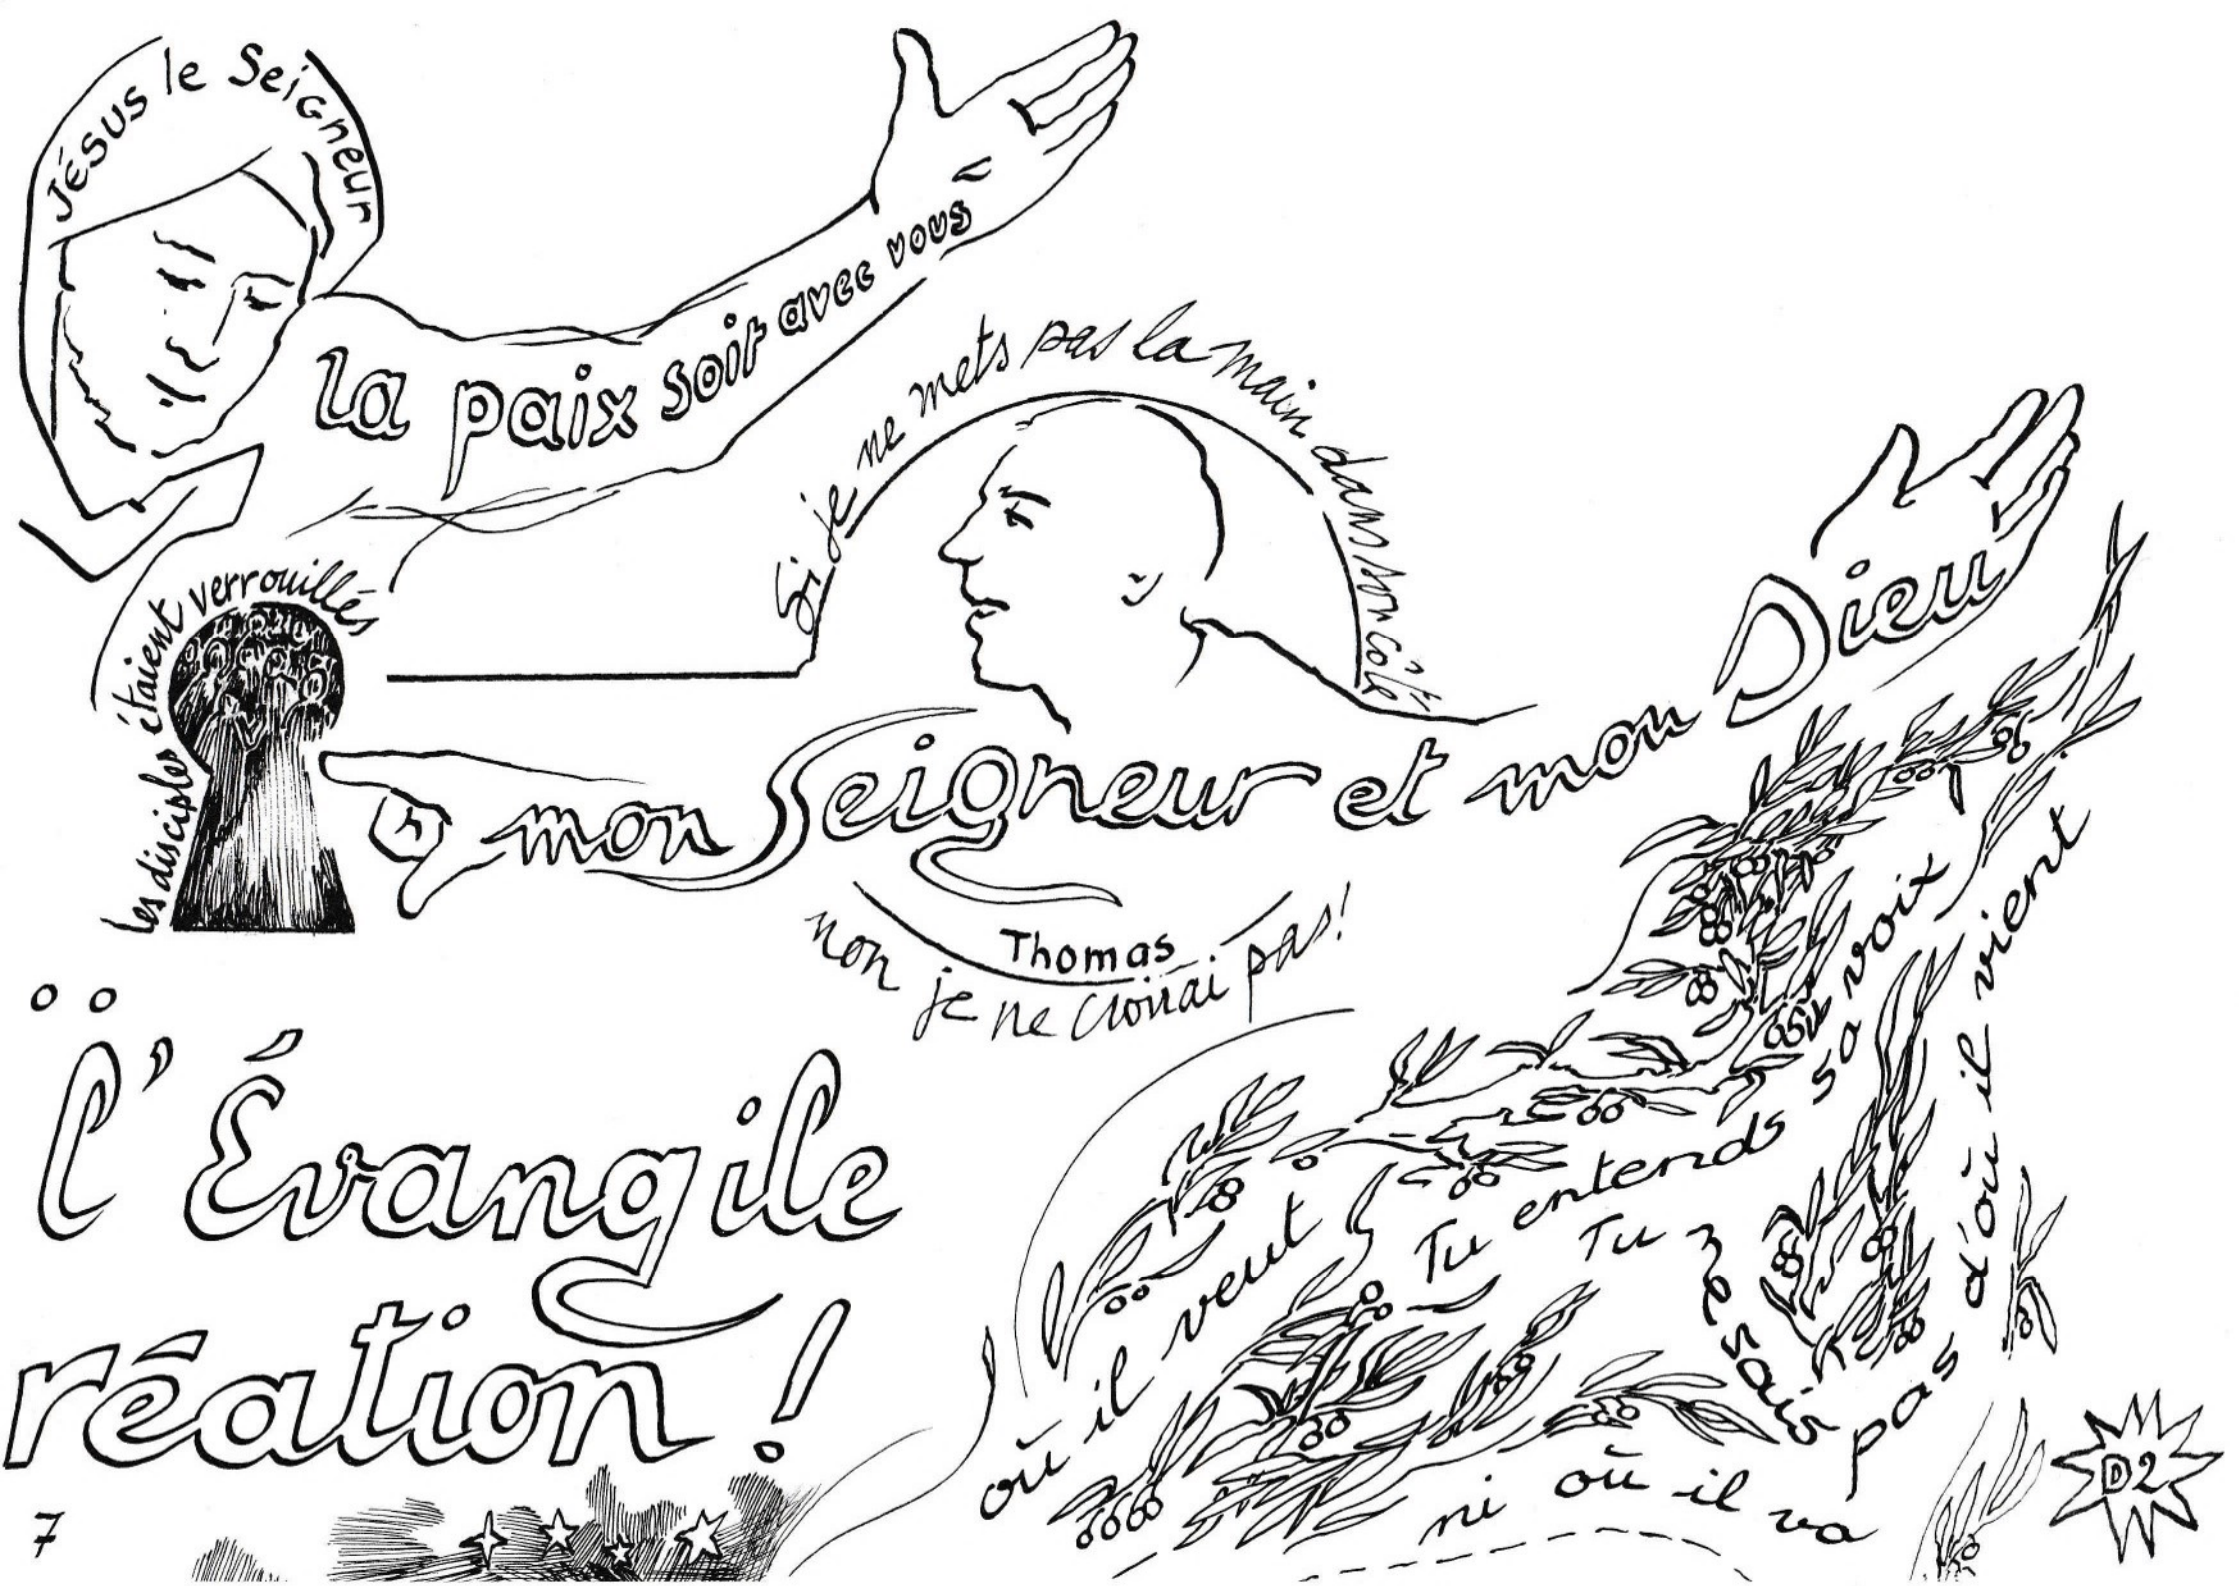 Jésus le Seigneur
la paix soit avec vous
Si je ne mets pas la main dans son côté
les disciples étaient verrouillés
mon Seigneur et mon Dieu
Thomas
non je ne croirai pas!
l'Évangile
réation !
où il veut
Tu entends sa voix
Tu ne sais pas d'où il vient
ni où il va
7
D2